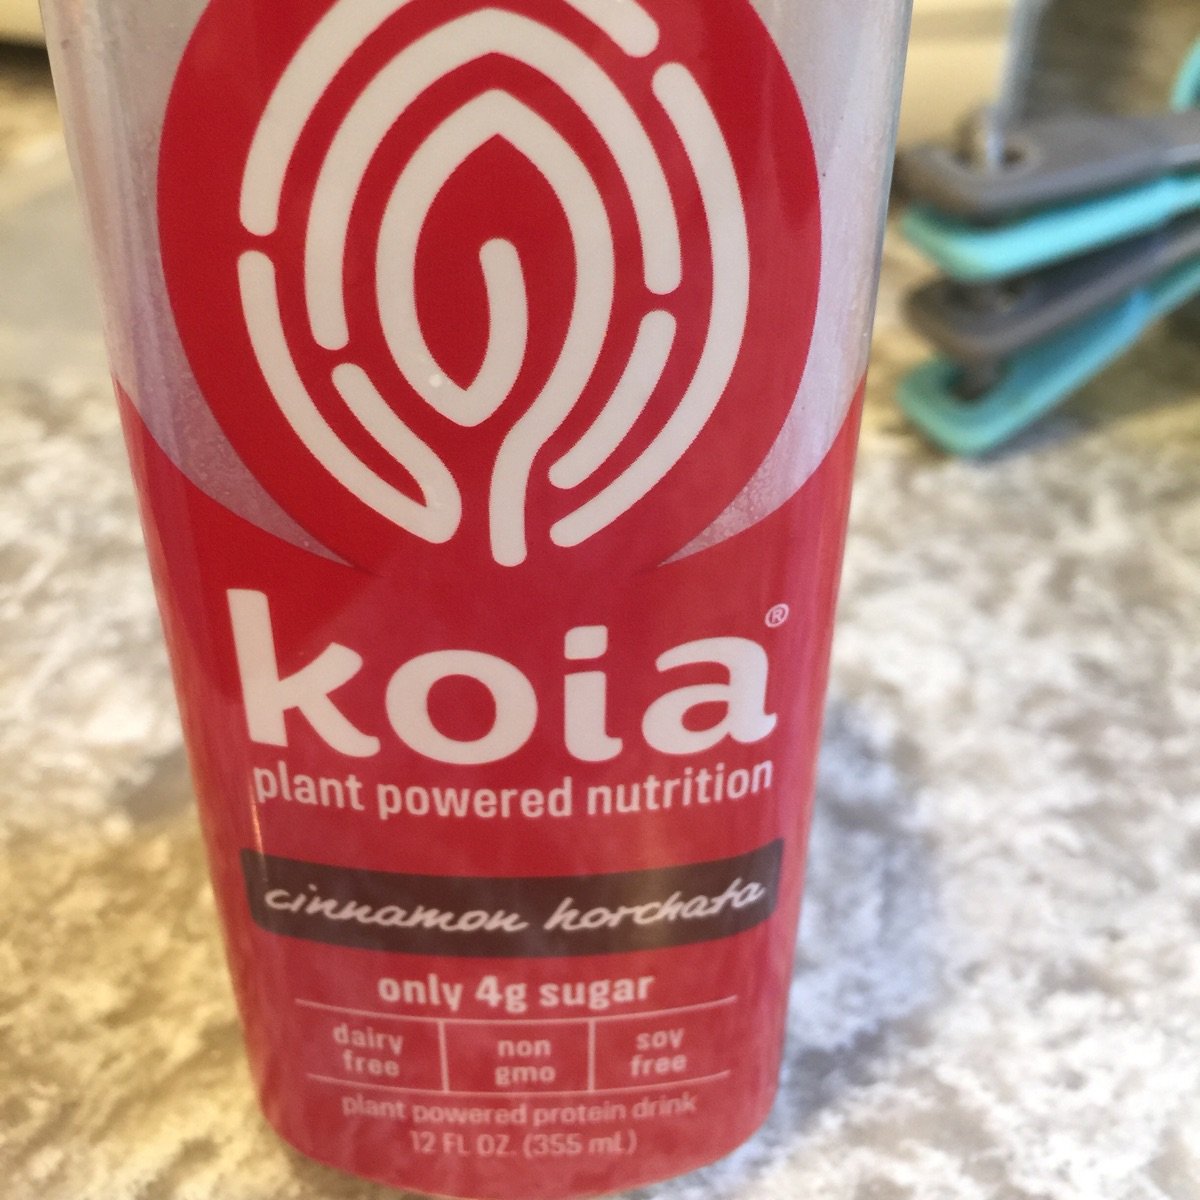 koia®
plant powered nutrition
cinnamon horchata
only 4g sugar
dairy
free
non
gmo
soy
free
plant powered protein drink
12 FL OZ. (355 mL)